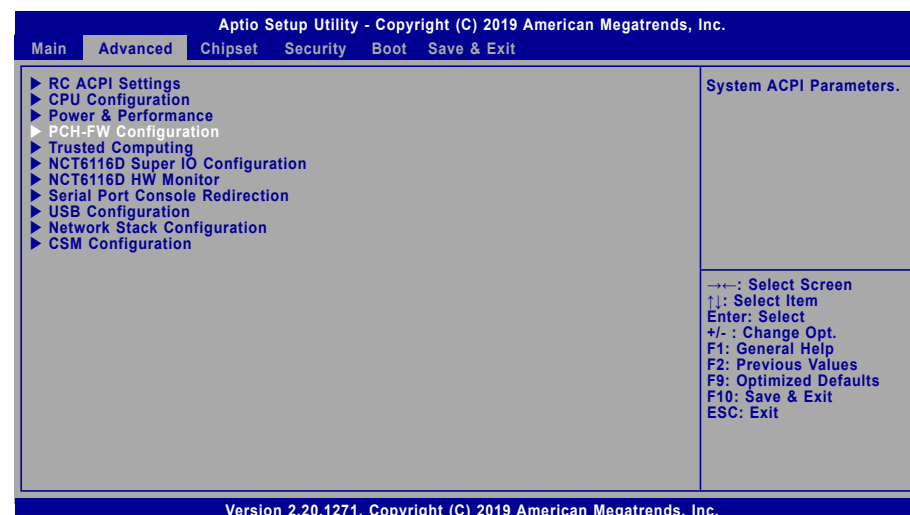 Aptio Setup Utility - Copyright (C) 2019 American Megatrends, Inc.
Main Advanced Chipset Security Boot Save & Exit
▶ RC ACPI Settings
▶ CPU Configuration
▶ Power & Performance
▶ PCH-FW Configuration
▶ Trusted Computing
▶ NCT6116D Super IO Configuration
▶ NCT6116D HW Monitor
▶ Serial Port Console Redirection
▶ USB Configuration
▶ Network Stack Configuration
▶ CSM Configuration
System ACPI Parameters.
→←: Select Screen
↑↓: Select Item
Enter: Select
+/- : Change Opt.
F1: General Help
F2: Previous Values
F9: Optimized Defaults
F10: Save & Exit
ESC: Exit
Version 2.20.1271. Copyright (C) 2019 American Megatrends, Inc.